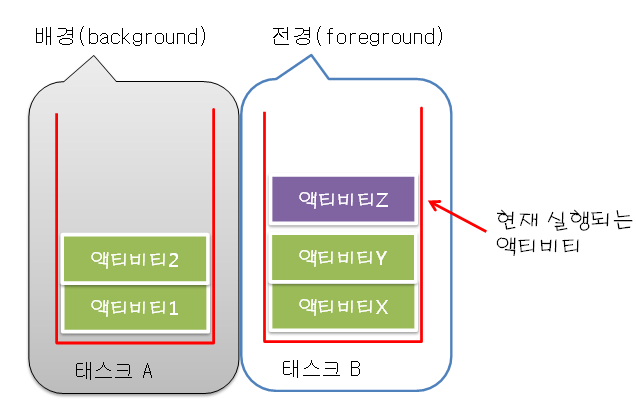 배경(background)
전경(foreground)
액티비티2
액티비티1
태스크 A
액티비티Z
액티비티Y
액티비티X
태스크 B
현재 실행되는
액티비티